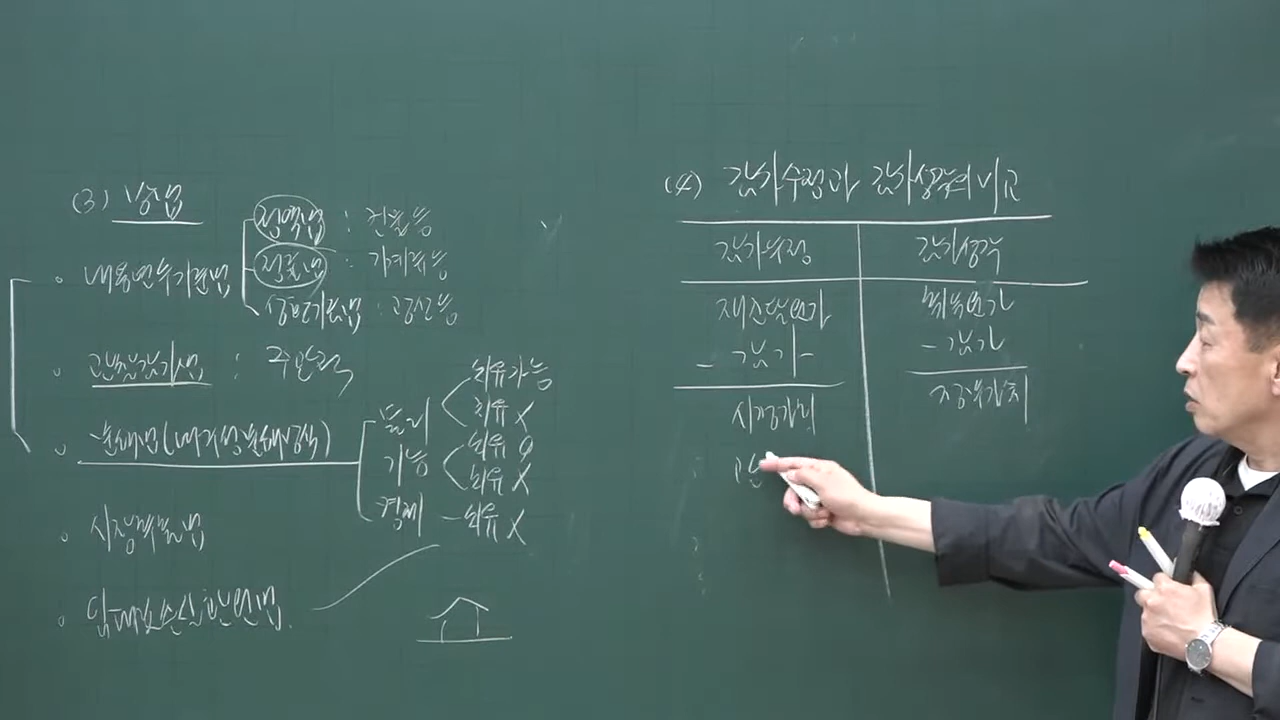 (3) 방법
· 내용연수기준법
정액법 : 건물 등
정률법 : 기계류 등
상환기금법 : 광산 등
· 관찰감가법 : 주관적
· 분해법(내구성분해방식)
물리
치유가능
치유 X
기능
치유 O
치유 X
경제 - 치유 X
· 시장추출법
· 임대료손실환원법
(4) 감가수정과 감가상각의 비교
감가수정
감가상각
재조달원가
- 감가
시장가치
취득원가
- 감가
장부가치